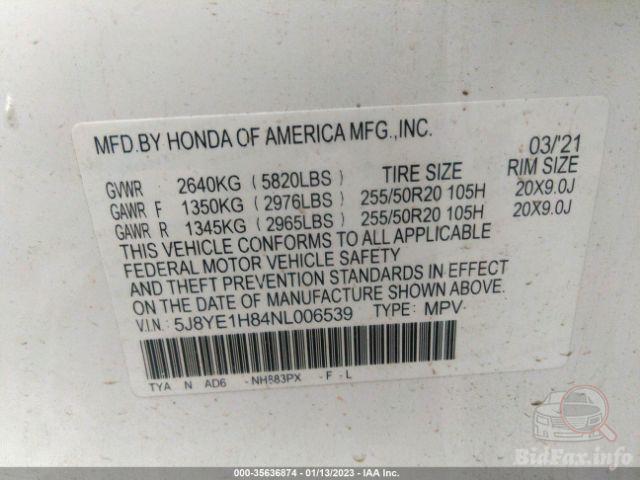 MFD.BY HONDA OF AMERICA MFG.,INC. 03/'21
GVWR 2640KG ( 5820LBS ) TIRE SIZE RIM SIZE
GAWR F 1350KG ( 2976LBS ) 255/50R20 105H 20X9.0J
GAWR R 1345KG ( 2965LBS ) 255/50R20 105H 20X9.0J
THIS VEHICLE CONFORMS TO ALL APPLICABLE
FEDERAL MOTOR VEHICLE SAFETY
AND THEFT PREVENTION STANDARDS IN EFFECT
ON THE DATE OF MANUFACTURE SHOWN ABOVE.
V.I.N.: 5J8YE1H84NL006539 TYPE: MPV
TYA N AD6 -NH883PX -F -L
BidFax.info
000-35636874 - 01/13/2023 - IAA Inc.